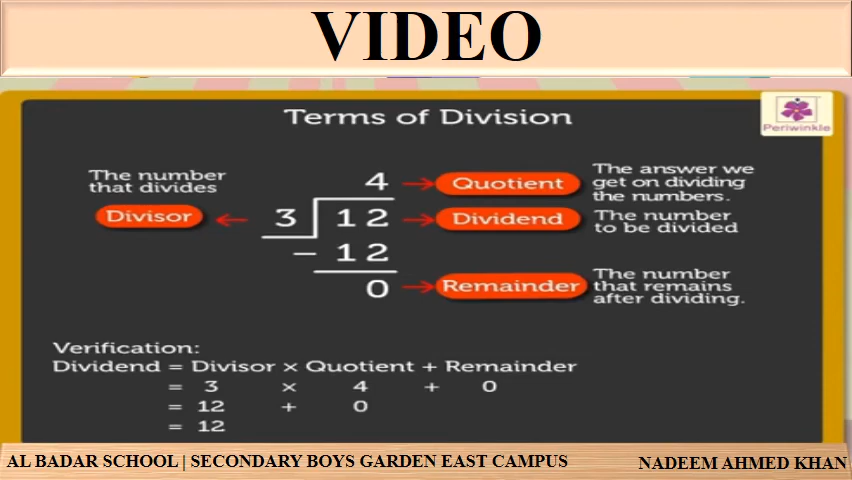 VIDEO
Terms of Division
Periwinkle
The number
that divides
Divisor
3
4
12
− 12
0
Quotient
The answer we
get on dividing
the numbers.
Dividend
The number
to be divided
Remainder
The number
that remains
after dividing.
Verification:
Dividend = Divisor × Quotient + Remainder
= 3 × 4 + 0
= 12 + 0
= 12
AL BADAR SCHOOL | SECONDARY BOYS GARDEN EAST CAMPUS
NADEEM AHMED KHAN